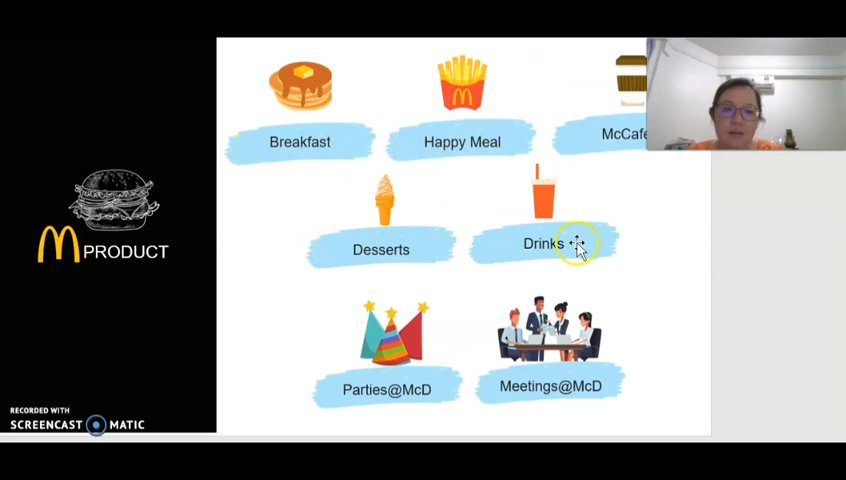 Breakfast
Happy Meal
McCafe
Desserts
Drinks
PRODUCT
Parties@McD
Meetings@McD
RECORDED WITH
SCREENCAST MATIC